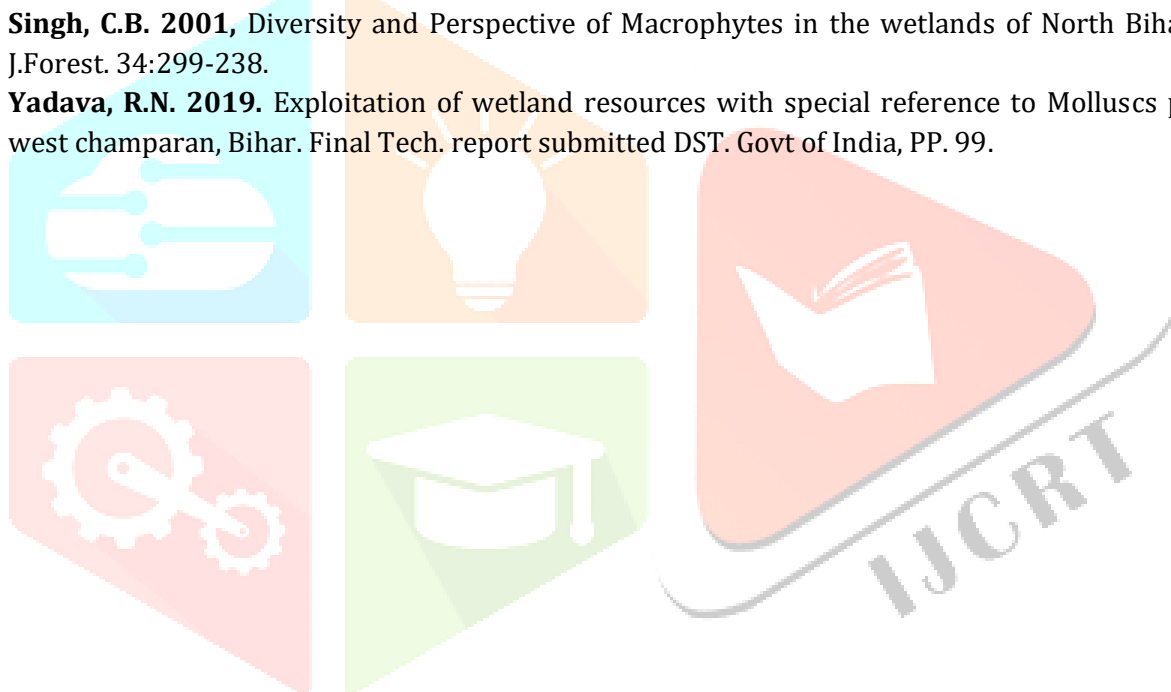 Singh, C.B. 2001, Diversity and Perspective of Macrophytes in the wetlands of North
J.Forest. 34:299-238.
Yadava, R.N. 2019. Exploitation of wetland resources with special reference to Molluscs
west champaran, Bihar. Final Tech. report submitted DST. Govt of India, PP. 99.
IJCRT